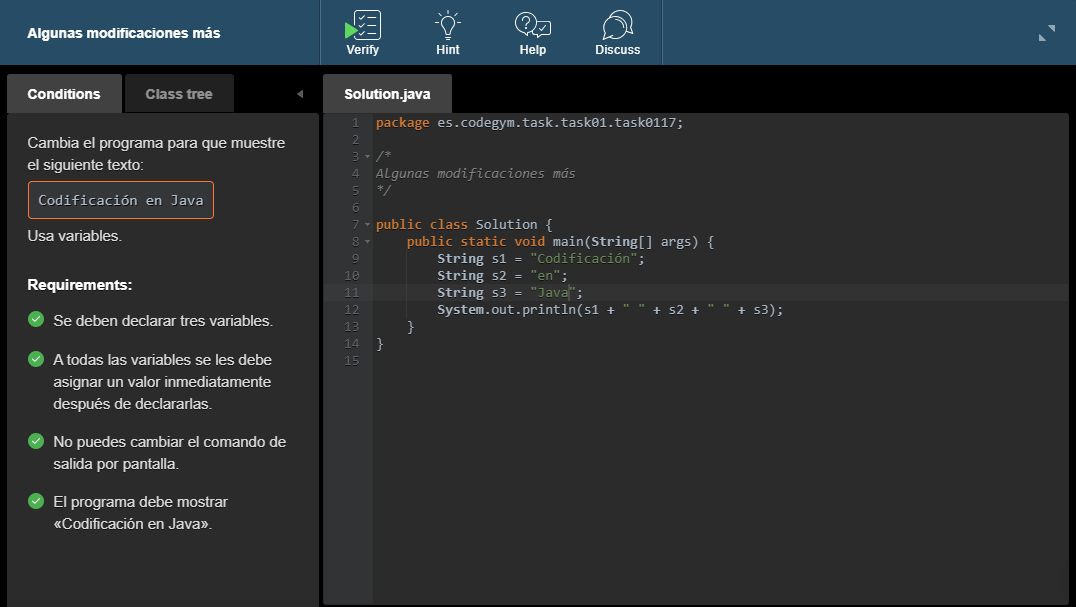 Algunas modificaciones más
Verify
Hint
Help
Discuss
Conditions
Class tree
Cambia el programa para que muestre
el siguiente texto:
Codificación en Java
Usa variables.
Requirements:
Se deben declarar tres variables.
A todas las variables se les debe
asignar un valor inmediatamente
después de declararlas.
No puedes cambiar el comando de
salida por pantalla.
El programa debe mostrar
«Codificación en Java».
Solution.java
1 package es.codegym.task.task01.task0117;
2
3 /*
4 Algunas modificaciones más
5 */
6
7 public class Solution {
8     public static void main(String[] args) {
9         String s1 = "Codificación";
10         String s2 = "en";
11         String s3 = "Java";
12         System.out.println(s1 + " " + s2 + " " + s3);
13     }
14 }
15